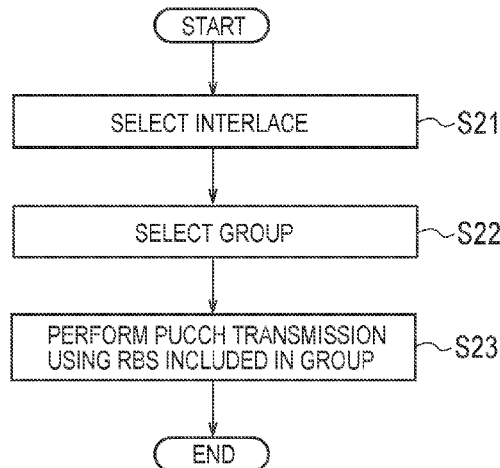 START
SELECT INTERLACE
S21
SELECT GROUP
S22
PERFORM PUCCH TRANSMISSION
USING RBS INCLUDED IN GROUP
S23
END